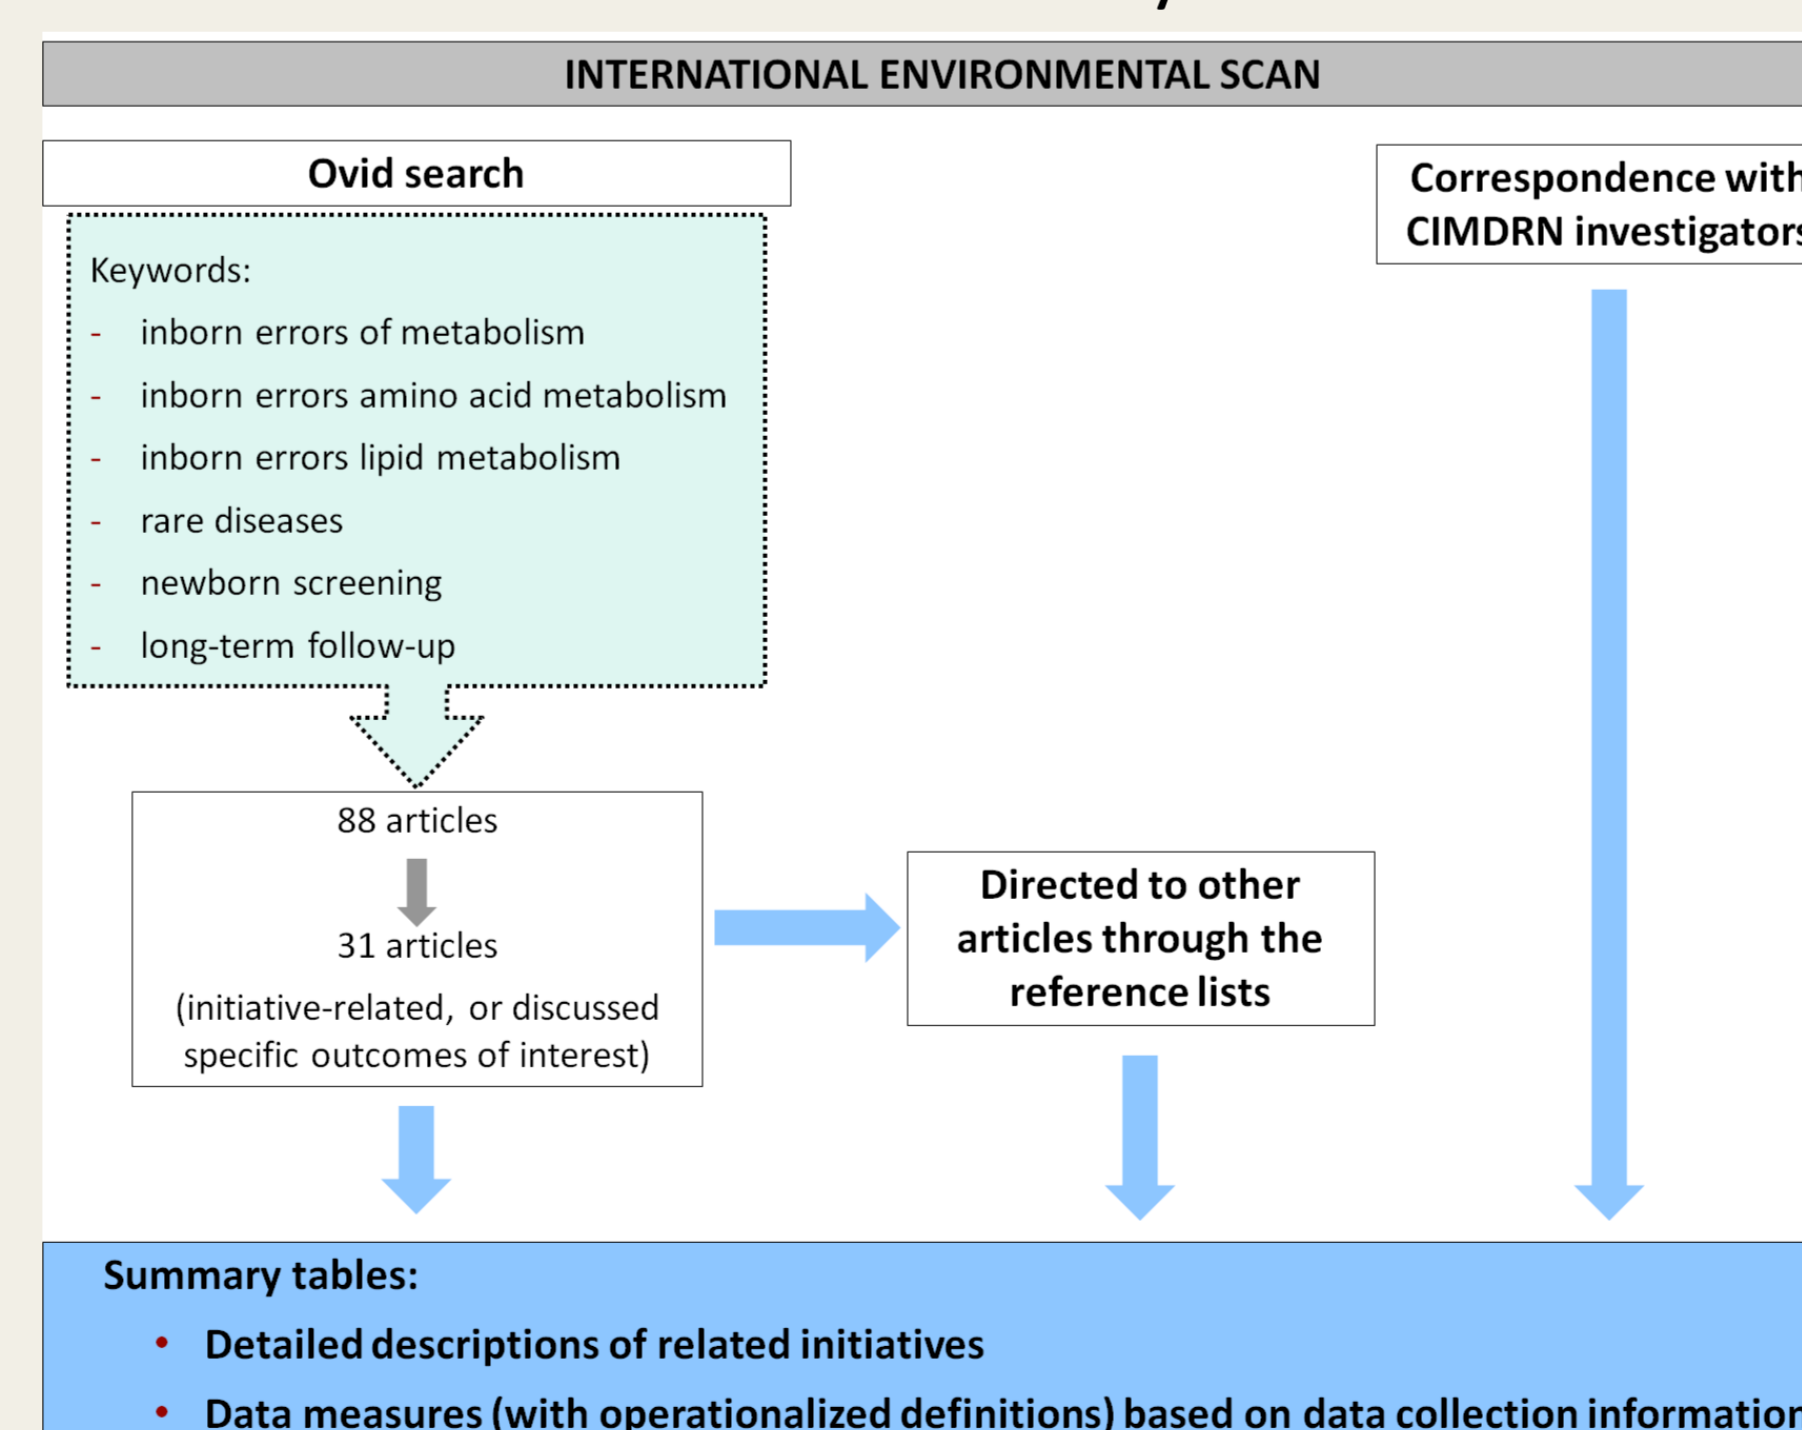 INTERNATIONAL ENVIRONMENTAL SCAN
Ovid search
Keywords:
- inborn errors of metabolism
- inborn errors amino acid metabolism
- inborn errors lipid metabolism
- rare diseases
- newborn screening
- long-term follow-up
88 articles
31 articles
(initiative-related, or discussed
specific outcomes of interest)
Directed to other
articles through the
reference lists
Correspondence with
CIMDRN investigators
Summary tables:
• Detailed descriptions of related initiatives
• Data measures (with operationalized definitions) based on data collection information